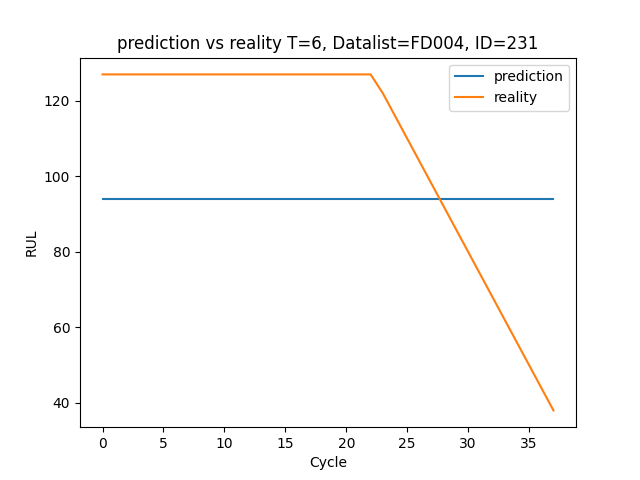 prediction vs reality T=6, Datalist=FD004, ID=231
prediction
reality
120
100
80
60
40
RUL
0 5 10 15 20 25 30 35
Cycle